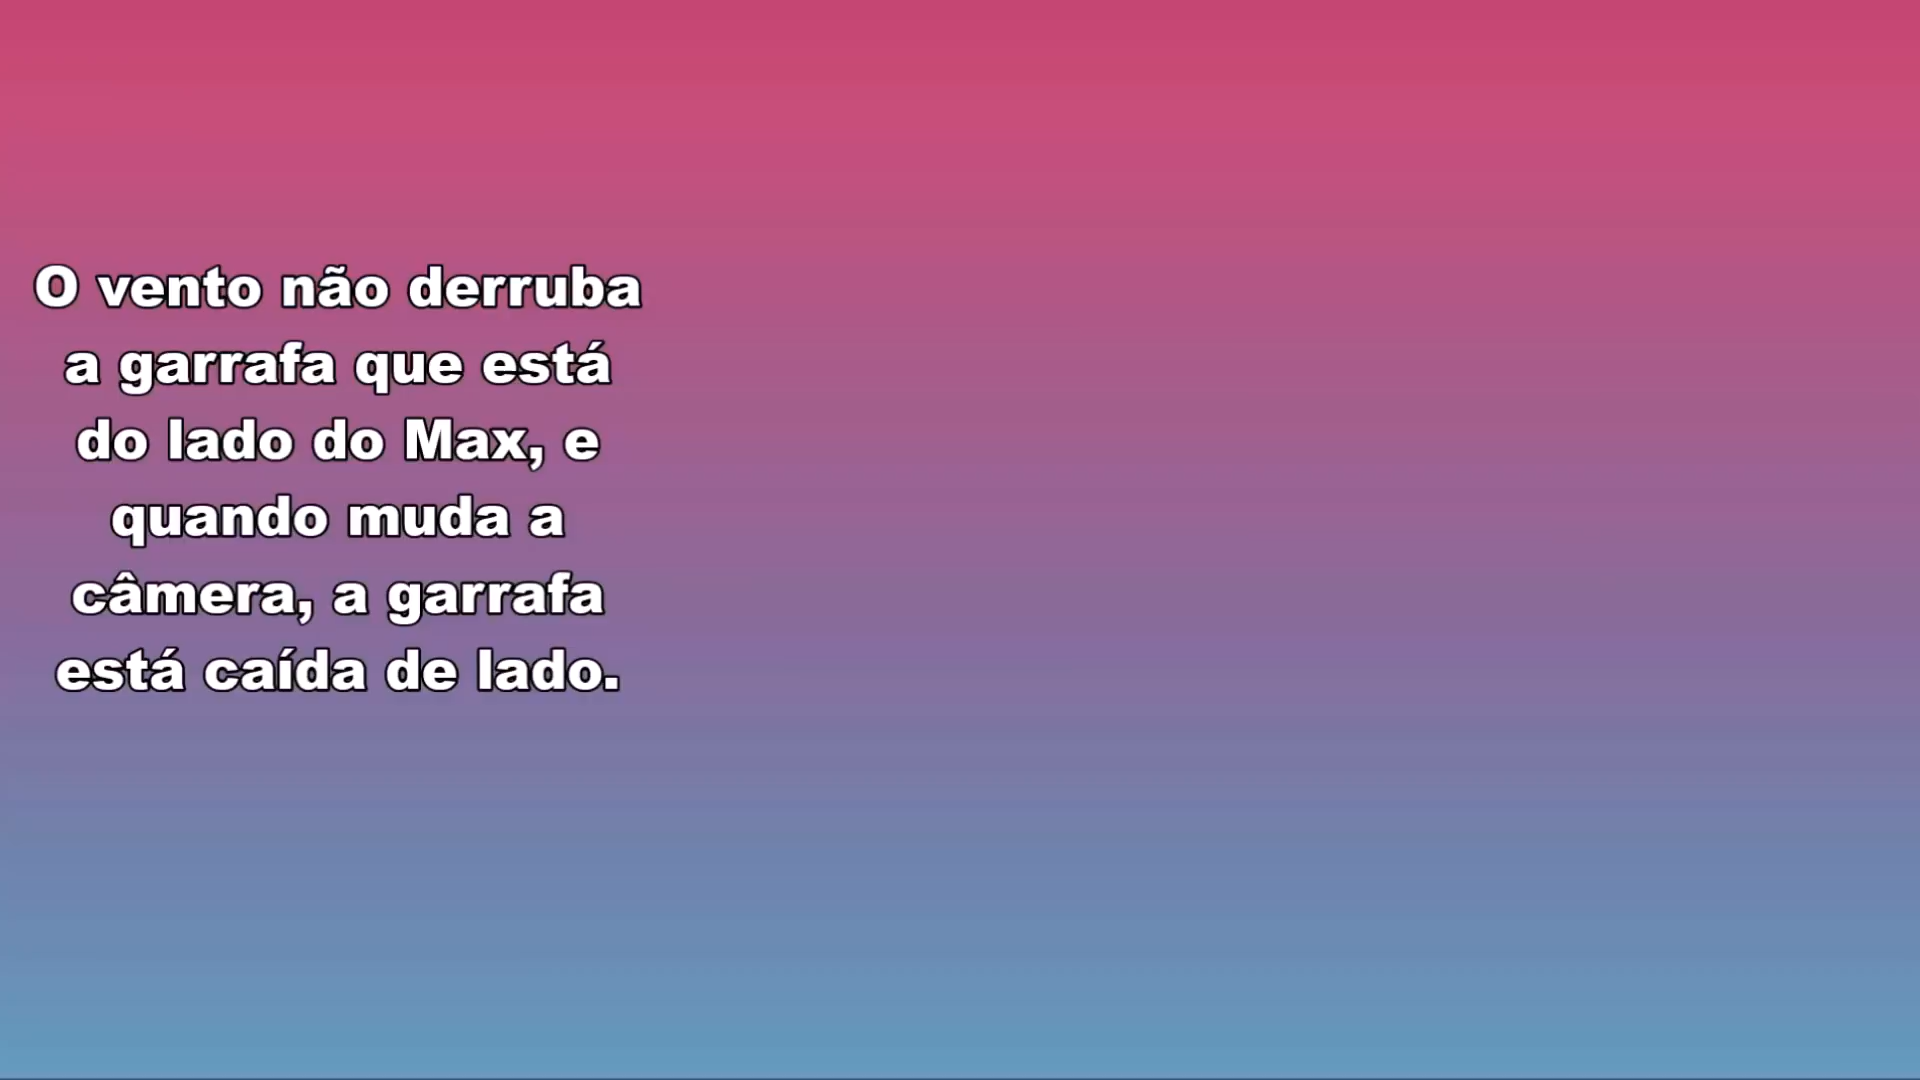 O vento não derruba
a garrafa que está
do lado do Max, e
quando muda a
câmera, a garrafa
está caída de lado.